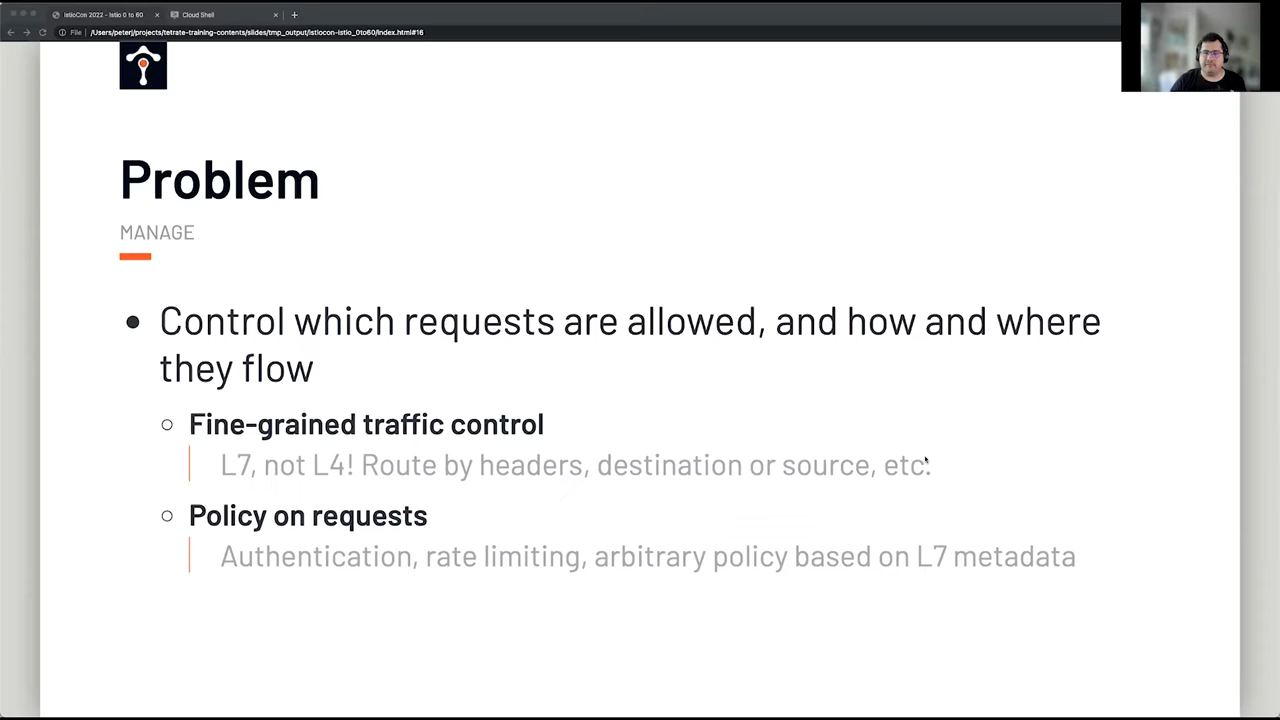 IstioCon 2022 - Istio 0 to 60
Cloud Shell
File | /Users/peterj/projects/tetrate-training-contents/slides/tmp_output/istiocon-istio_0to60/index.html#16
Problem
MANAGE
• Control which requests are allowed, and how and where
they flow
○ Fine-grained traffic control
L7, not L4! Route by headers, destination or source, etc.
○ Policy on requests
Authentication, rate limiting, arbitrary policy based on L7 metadata